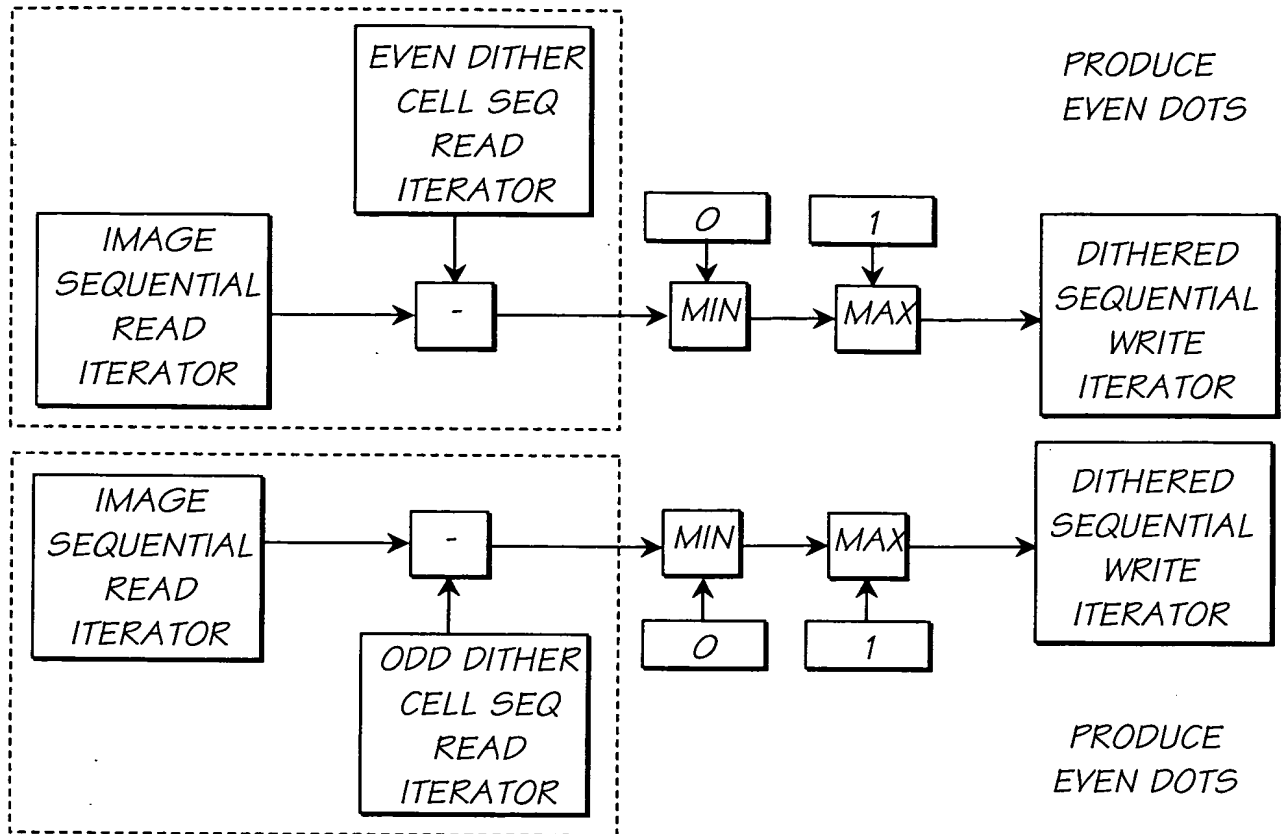 EVEN DITHER
CELL SEQ
READ
ITERATOR
PRODUCE
EVEN DOTS
IMAGE
SEQUENTIAL
READ
ITERATOR
-
0
MIN
1
MAX
DITHERED
SEQUENTIAL
WRITE
ITERATOR
IMAGE
SEQUENTIAL
READ
ITERATOR
-
MIN
0
MAX
1
DITHERED
SEQUENTIAL
WRITE
ITERATOR
ODD DITHER
CELL SEQ
READ
ITERATOR
PRODUCE
EVEN DOTS